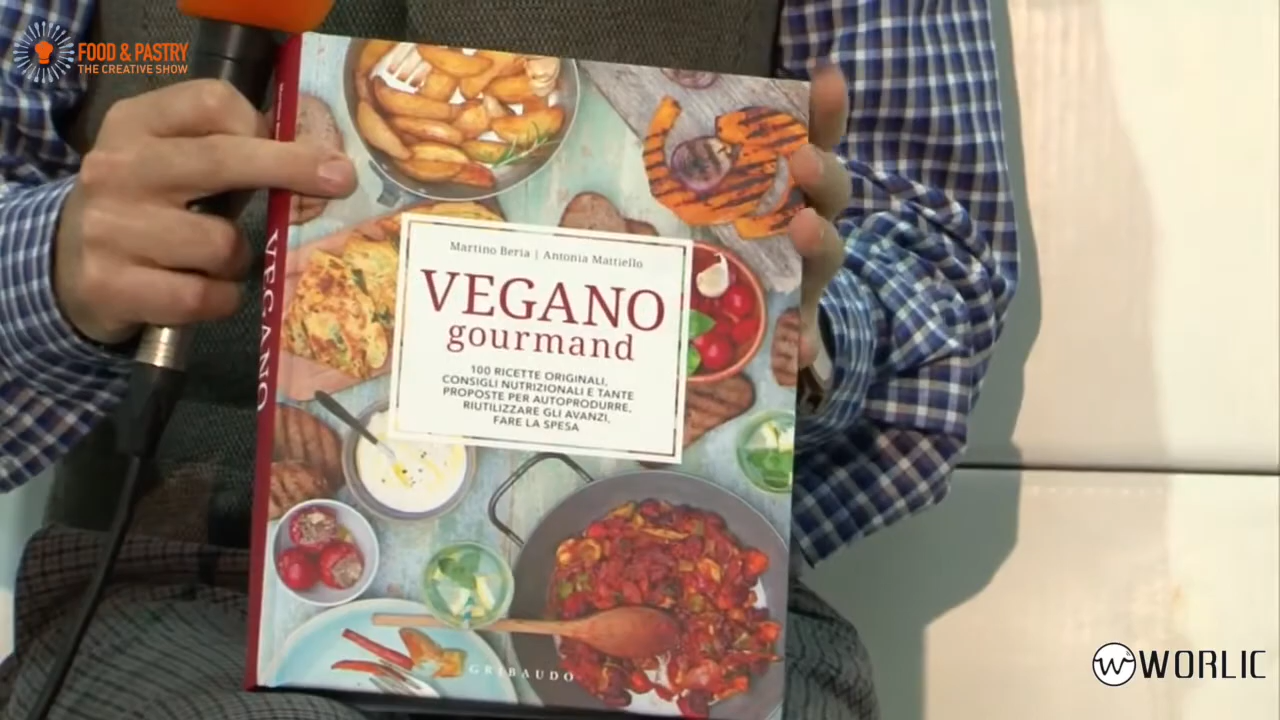 FOOD & PASTRY
THE CREATIVE SHOW
Martino Beria | Antonia Mattiello
VEGANO
gourmand
100 RICETTE ORIGINALI,
CONSIGLI NUTRIZIONALI E TANTE
PROPOSTE PER AUTOPRODURRE,
RIUTILIZZARE GLI AVANZI,
FARE LA SPESA
GRIBAUDO
VEGANO
WORLIC